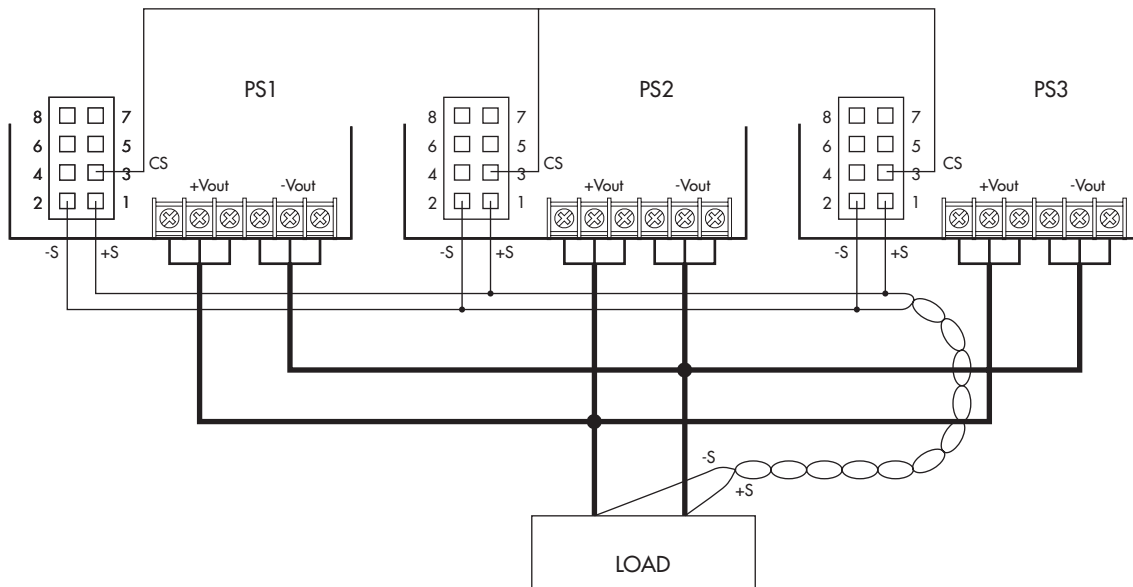 PS1
8 7
6 5
4 3
2 1
CS
+Vout -Vout
-S +S
PS2
8 7
6 5
4 3
2 1
CS
+Vout -Vout
-S +S
PS3
8 7
6 5
4 3
2 1
CS
+Vout -Vout
-S +S
-S
+S
LOAD